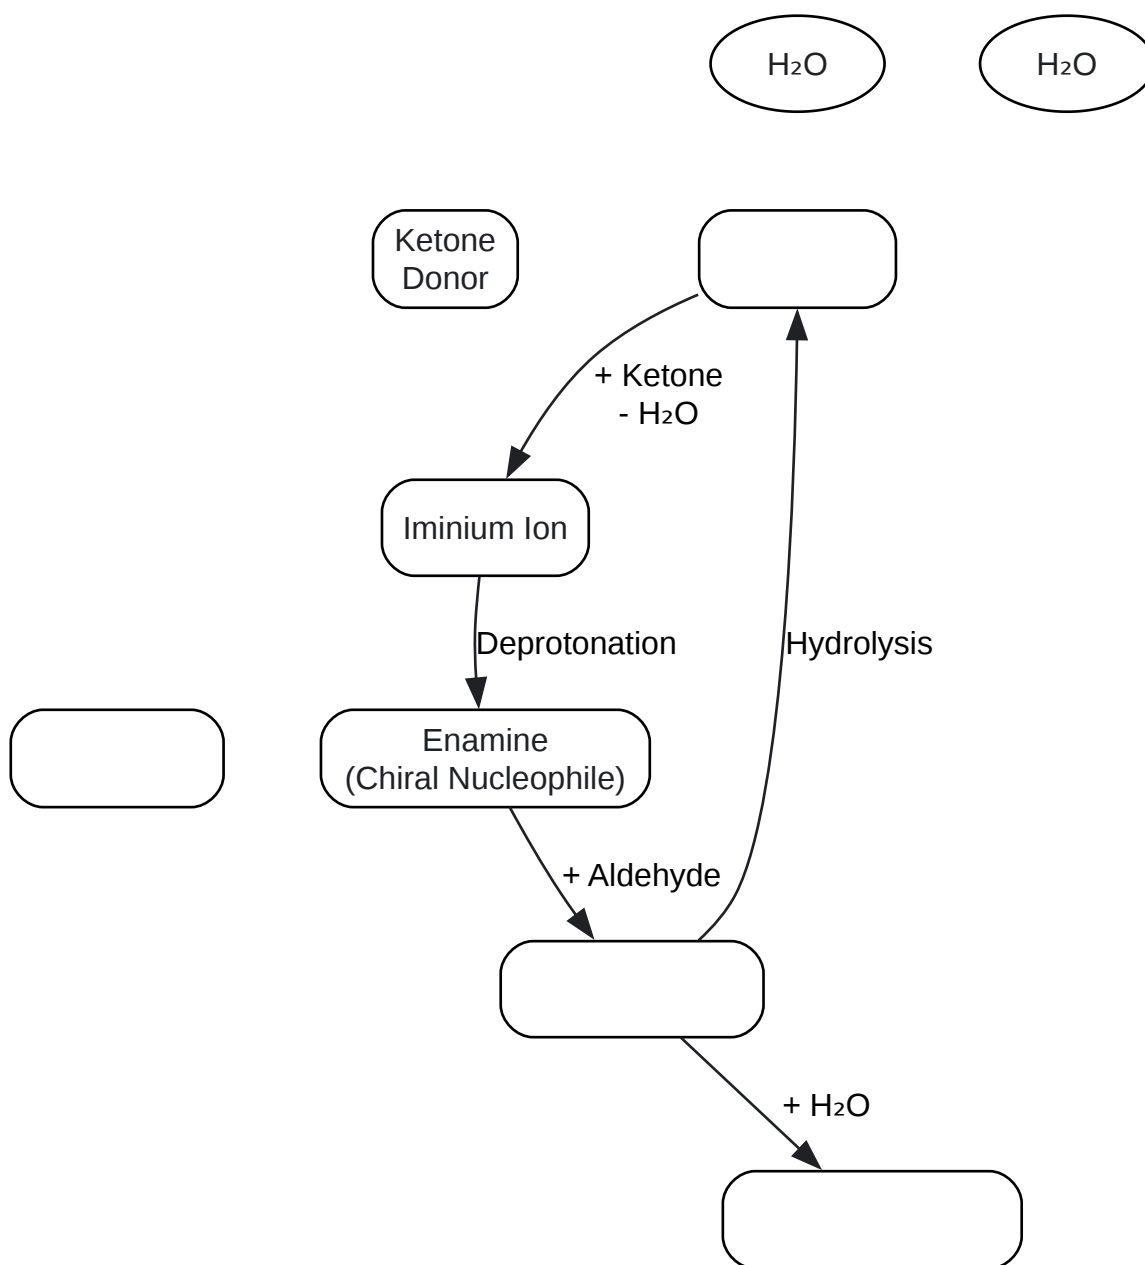 H₂O
H₂O
Ketone
Donor
+ Ketone
- H₂O
Iminium Ion
Deprotonation
Hydrolysis
Enamine
(Chiral Nucleophile)
+ Aldehyde
+ H₂O